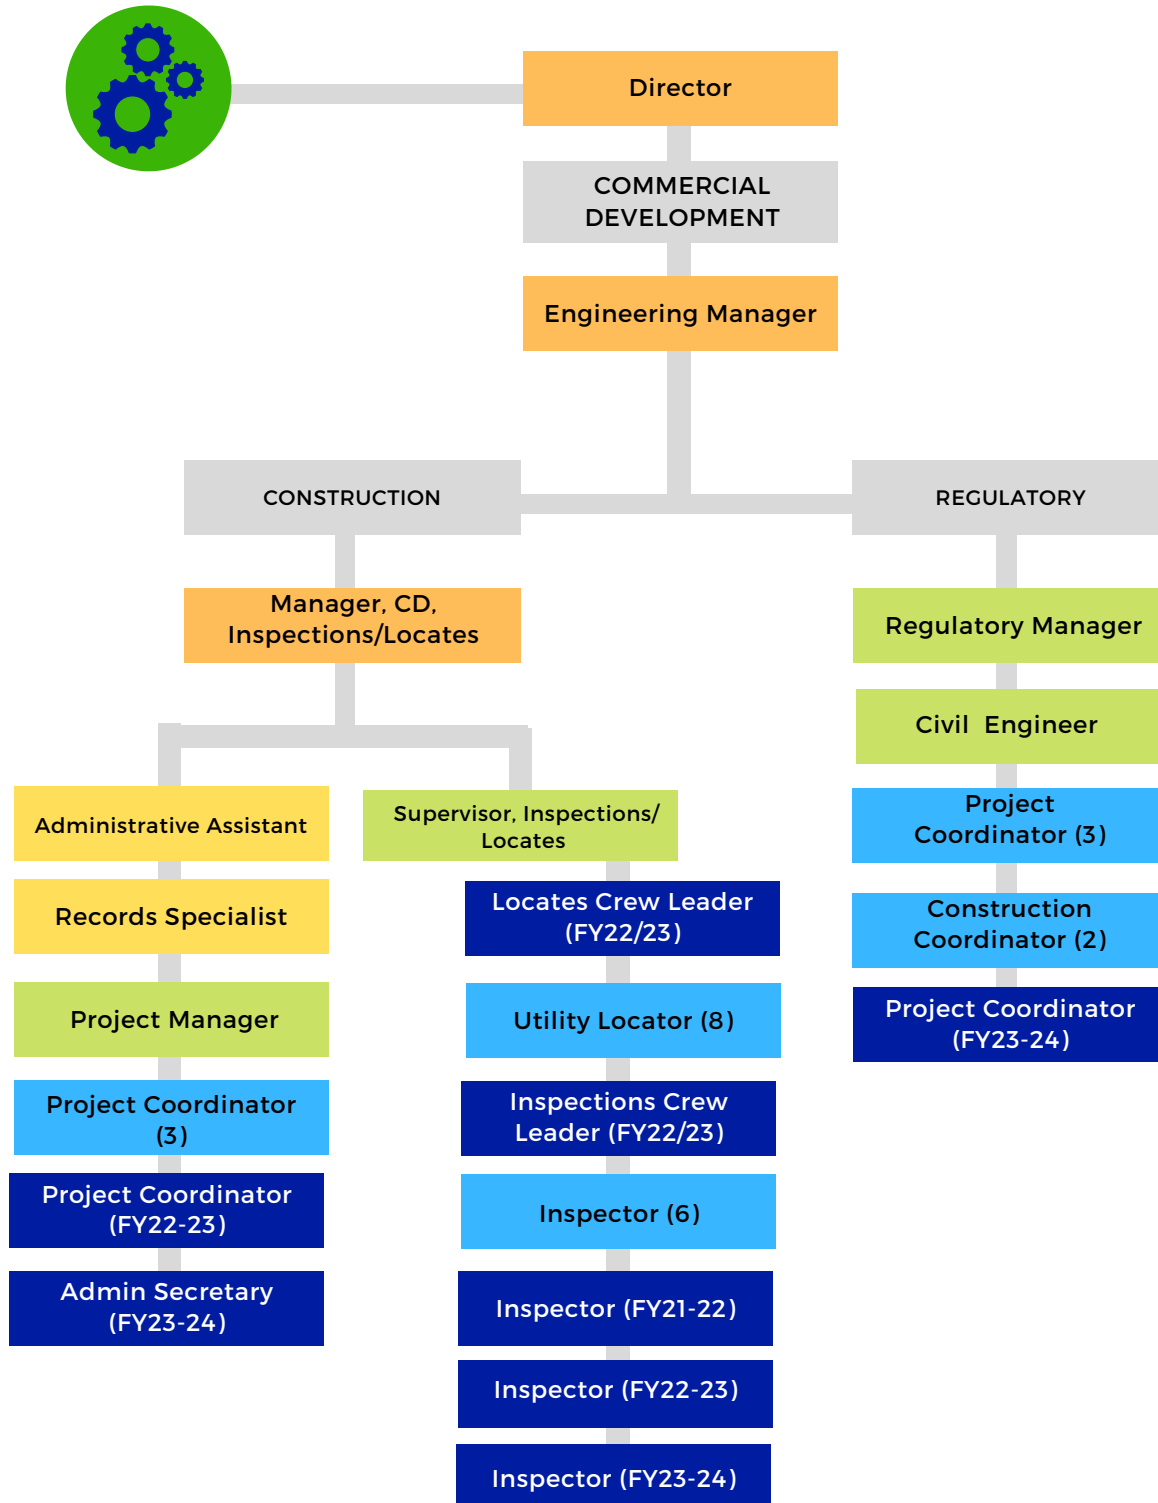 Director
COMMERCIAL
DEVELOPMENT
Engineering Manager
CONSTRUCTION
REGULATORY
Manager, CD,
Inspections/Locates
Administrative Assistant
Records Specialist
Project Manager
Project Coordinator
(3)
Project Coordinator
(FY22-23)
Admin Secretary
(FY23-24)
Supervisor, Inspections/
Locates
Locates Crew Leader
(FY22/23)
Utility Locator (8)
Inspections Crew
Leader (FY22/23)
Inspector (6)
Inspector (FY21-22)
Inspector (FY22-23)
Inspector (FY23-24)
Regulatory Manager
Civil Engineer
Project
Coordinator (3)
Construction
Coordinator (2)
Project Coordinator
(FY23-24)